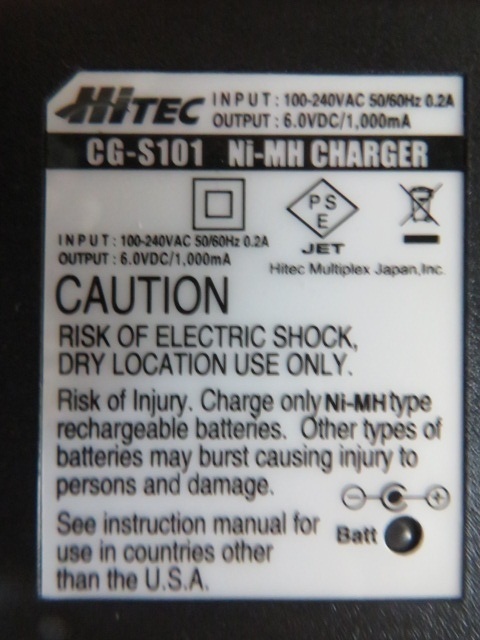 HiTEC INPUT : 100-240VAC 50/60Hz 0.2A
OUTPUT : 6.0VDC/1,000mA
CG-S101 Ni-MH CHARGER
PS
E
JET
INPUT : 100-240VAC 50/60Hz 0.2A
OUTPUT : 6.0VDC/1,000mA
Hitec Multiplex Japan,Inc.
CAUTION
RISK OF ELECTRIC SHOCK,
DRY LOCATION USE ONLY.
Risk of Injury. Charge only Ni-MH type
rechargeable batteries. Other types of
batteries may burst causing injury to
persons and damage.
See instruction manual for
use in countries other
than the U.S.A.
Batt